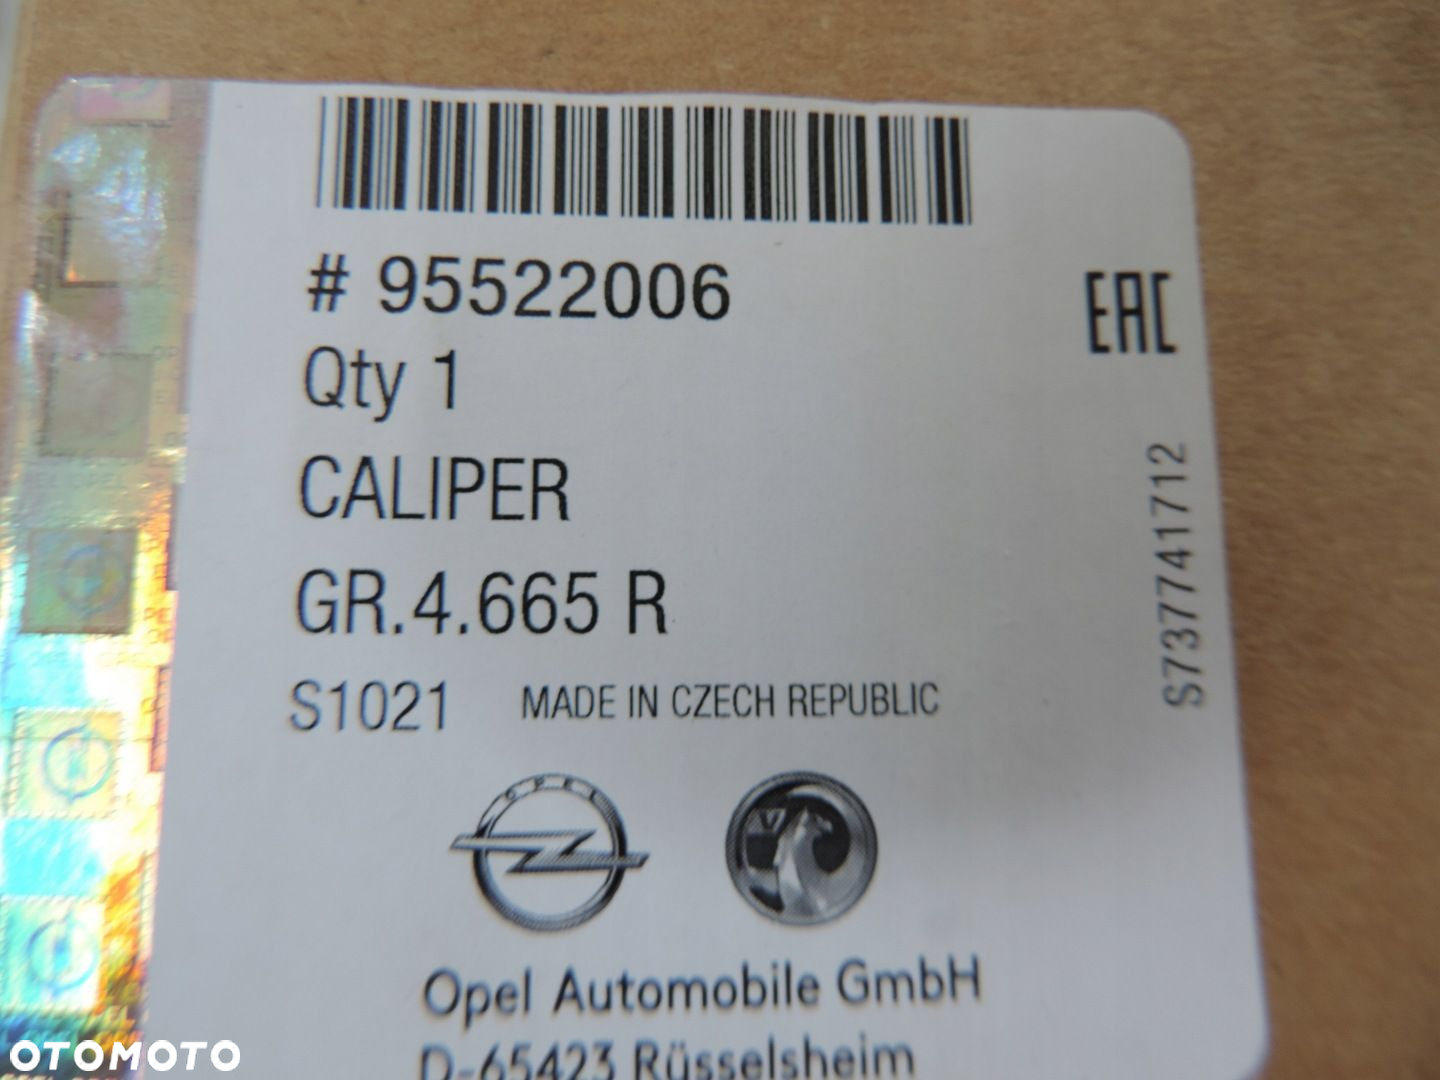 # 95522006
EAC
Qty 1
CALIPER
GR.4.665 R
S1021 MADE IN CZECH REPUBLIC
S737741712
OPEL
V
Opel Automobile GmbH
D-65423 Rüsselsheim
OTOMOTO